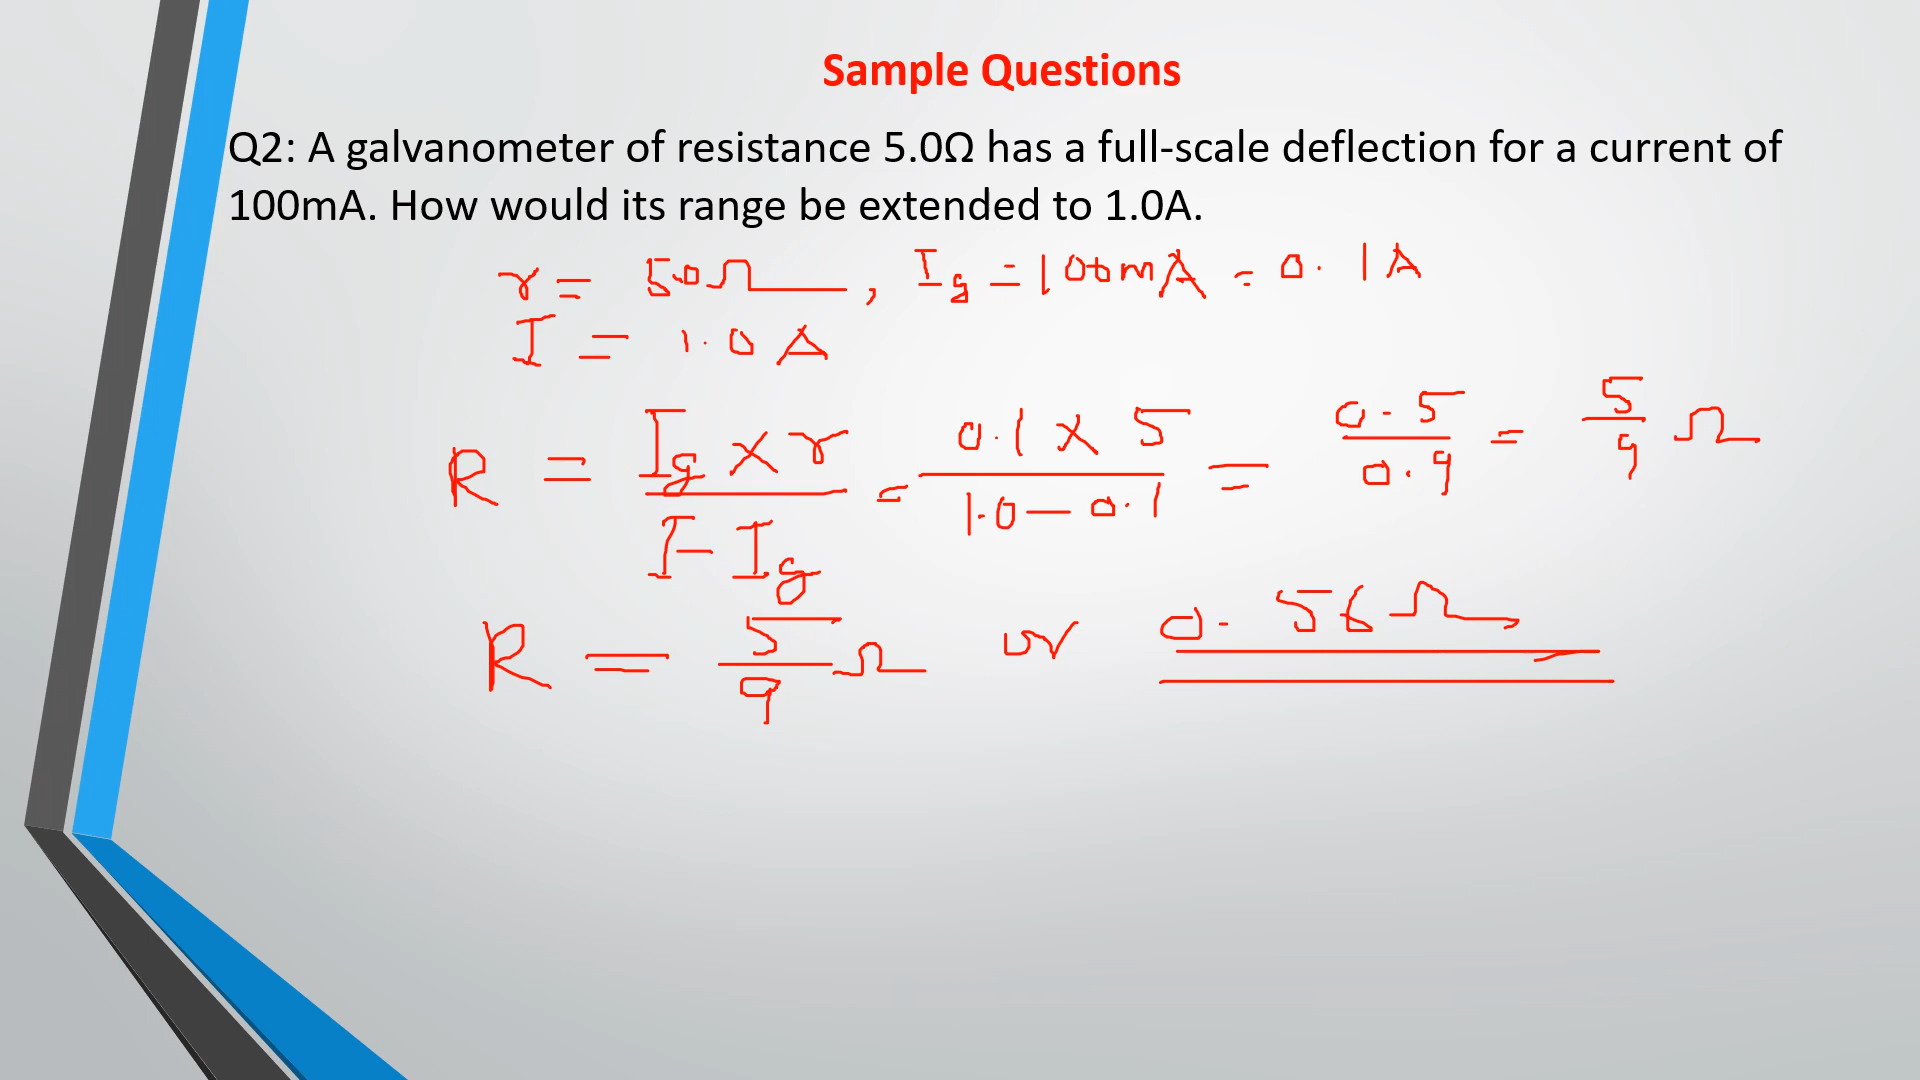 Sample Questions
Q2: A galvanometer of resistance 5.0Ω has a full-scale deflection for a current of
100mA. How would its range be extended to 1.0A.
r = 5.0Ω, Ig = 100mA = 0.1A
I = 1.0A
R = Ig × r / I - Ig = 0.1 × 5 / 1.0 - 0.1 = 0.5 / 0.9 = 5/9 Ω
R = 5/9 Ω or 0.56Ω